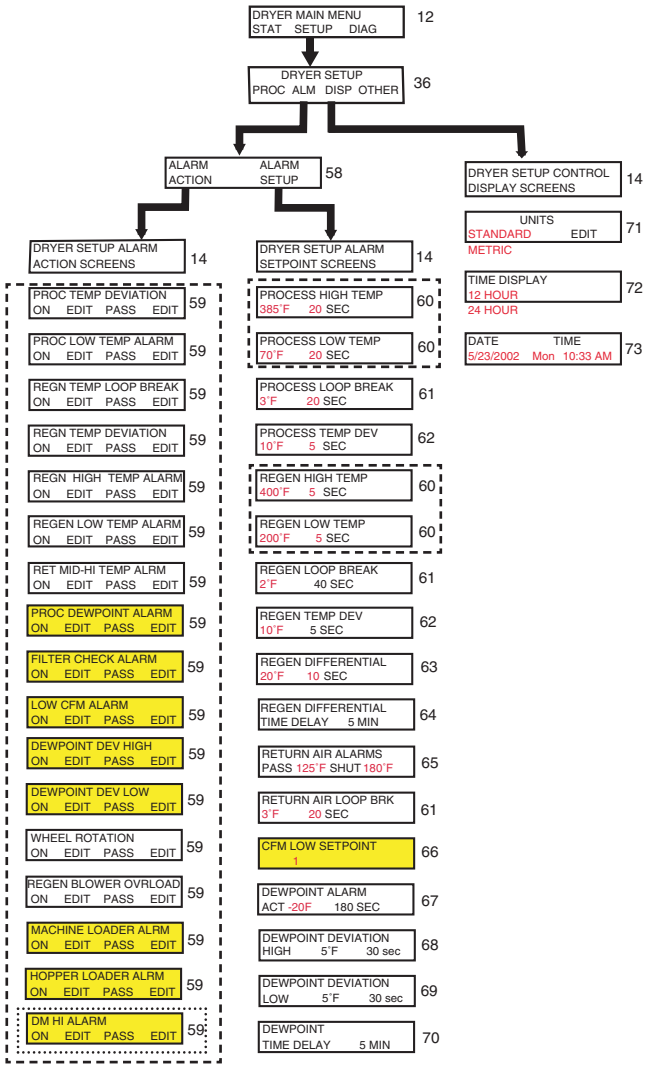 DRYER MAIN MENU
STAT SETUP DIAG
12
DRYER SETUP
PROC ALM DISP OTHER
36
ALARM ALARM
ACTION SETUP
58
DRYER SETUP ALARM
ACTION SCREENS
14
PROC TEMP DEVIATION
ON EDIT PASS EDIT
59
PROC LOW TEMP ALARM
ON EDIT PASS EDIT
59
REGN TEMP LOOP BREAK
ON EDIT PASS EDIT
59
REGN TEMP DEVIATION
ON EDIT PASS EDIT
59
REGN HIGH TEMP ALARM
ON EDIT PASS EDIT
59
REGEN LOW TEMP ALARM
ON EDIT PASS EDIT
59
RET MID-HI TEMP ALRM
ON EDIT PASS EDIT
59
PROC DEWPOINT ALARM
ON EDIT PASS EDIT
59
FILTER CHECK ALARM
ON EDIT PASS EDIT
59
LOW CFM ALARM
ON EDIT PASS EDIT
59
DEWPOINT DEV HIGH
ON EDIT PASS EDIT
59
DEWPOINT DEV LOW
ON EDIT PASS EDIT
59
WHEEL ROTATION
ON EDIT PASS EDIT
59
REGEN BLOWER OVRLOAD
ON EDIT PASS EDIT
59
MACHINE LOADER ALRM
ON EDIT PASS EDIT
59
HOPPER LOADER ALRM
ON EDIT PASS EDIT
59
DM HI ALARM
ON EDIT PASS EDIT
59
DRYER SETUP ALARM
SETPOINT SCREENS
14
PROCESS HIGH TEMP
385˚F 20 SEC
60
PROCESS LOW TEMP
70˚F 20 SEC
60
PROCESS LOOP BREAK
3˚F 20 SEC
61
PROCESS TEMP DEV
10˚F 5 SEC
62
REGEN HIGH TEMP
400˚F 5 SEC
60
REGEN LOW TEMP
200˚F 5 SEC
60
REGEN LOOP BREAK
2˚F 40 SEC
61
REGEN TEMP DEV
10˚F 5 SEC
62
REGEN DIFFERENTIAL
20˚F 10 SEC
63
REGEN DIFFERENTIAL
TIME DELAY 5 MIN
64
RETURN AIR ALARMS
PASS 125˚F SHUT 180˚F
65
RETURN AIR LOOP BRK
3˚F 20 SEC
61
CFM LOW SETPOINT
1
66
DEWPOINT ALARM
ACT -20F 180 SEC
67
DEWPOINT DEVIATION
HIGH 5˚F 30 sec
68
DEWPOINT DEVIATION
LOW 5˚F 30 sec
69
DEWPOINT
TIME DELAY 5 MIN
70
DRYER SETUP CONTROL
DISPLAY SCREENS
14
UNITS
STANDARD EDIT
METRIC
71
TIME DISPLAY
12 HOUR
24 HOUR
72
DATE TIME
5/23/2002 Mon 10:33 AM
73